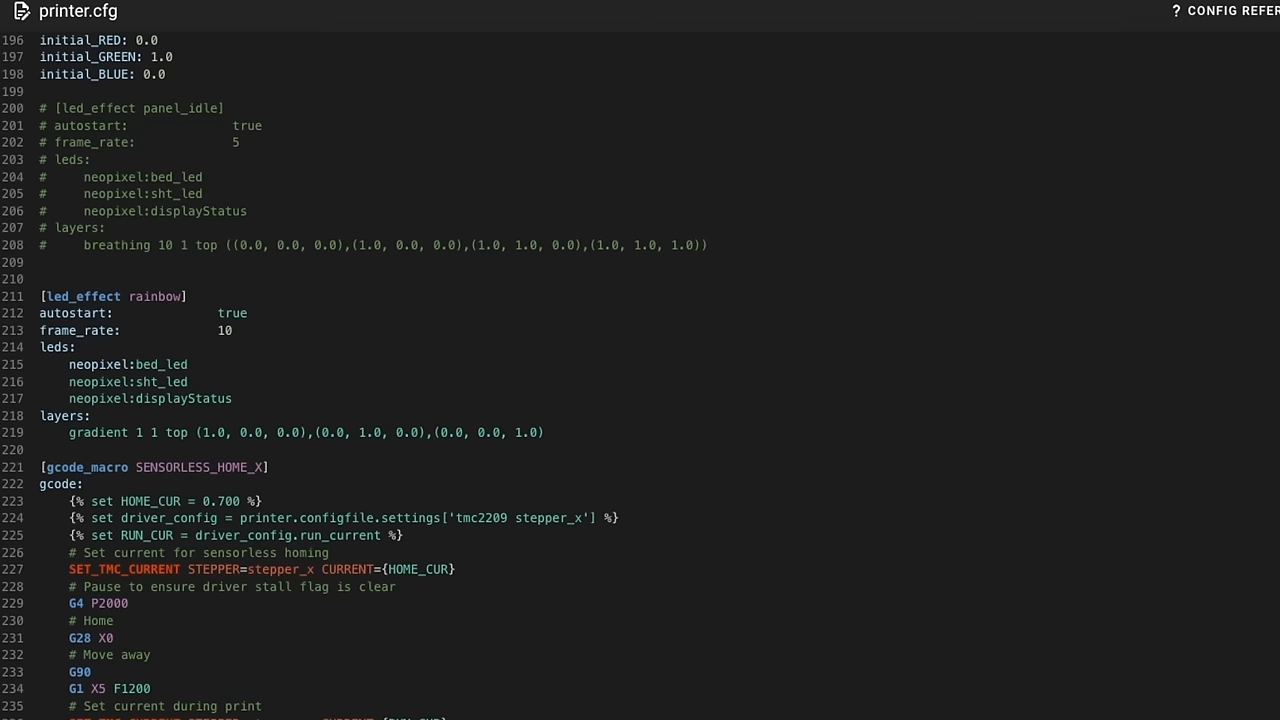 printer.cfg
? CONFIG REFER
196 initial_RED: 0.0
197 initial_GREEN: 1.0
198 initial_BLUE: 0.0
199
200 # [led_effect panel_idle]
201 # autostart:              true
202 # frame_rate:             5
203 # leds:
204 #     neopixel:bed_led
205 #     neopixel:sht_led
206 #     neopixel:displayStatus
207 # layers:
208 #     breathing 10 1 top ((0.0, 0.0, 0.0),(1.0, 0.0, 0.0),(1.0, 1.0, 0.0),(1.0, 1.0, 1.0))
209
210
211 [led_effect rainbow]
212 autostart:              true
213 frame_rate:             10
214 leds:
215     neopixel:bed_led
216     neopixel:sht_led
217     neopixel:displayStatus
218 layers:
219     gradient 1 1 top (1.0, 0.0, 0.0),(0.0, 1.0, 0.0),(0.0, 0.0, 1.0)
220
221 [gcode_macro SENSORLESS_HOME_X]
222 gcode:
223     {% set HOME_CUR = 0.700 %}
224     {% set driver_config = printer.configfile.settings['tmc2209 stepper_x'] %}
225     {% set RUN_CUR = driver_config.run_current %}
226     # Set current for sensorless homing
227     SET_TMC_CURRENT STEPPER=stepper_x CURRENT={HOME_CUR}
228     # Pause to ensure driver stall flag is clear
229     G4 P2000
230     # Home
231     G28 X0
232     # Move away
233     G90
234     G1 X5 F1200
235     # Set current during print